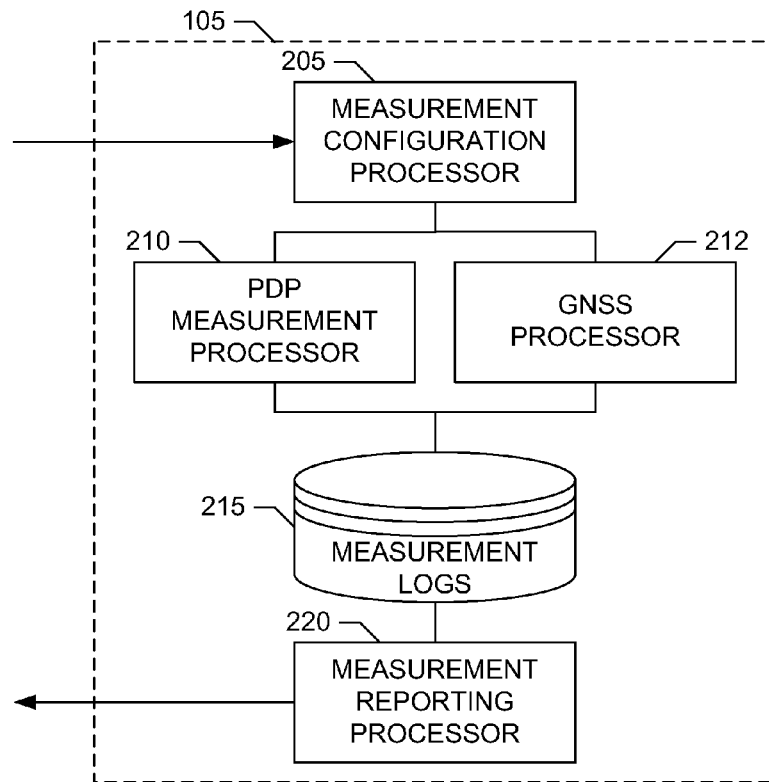 105
205
MEASUREMENT
CONFIGURATION
PROCESSOR
210
212
PDP
MEASUREMENT
PROCESSOR
GNSS
PROCESSOR
215
MEASUREMENT
LOGS
220
MEASUREMENT
REPORTING
PROCESSOR